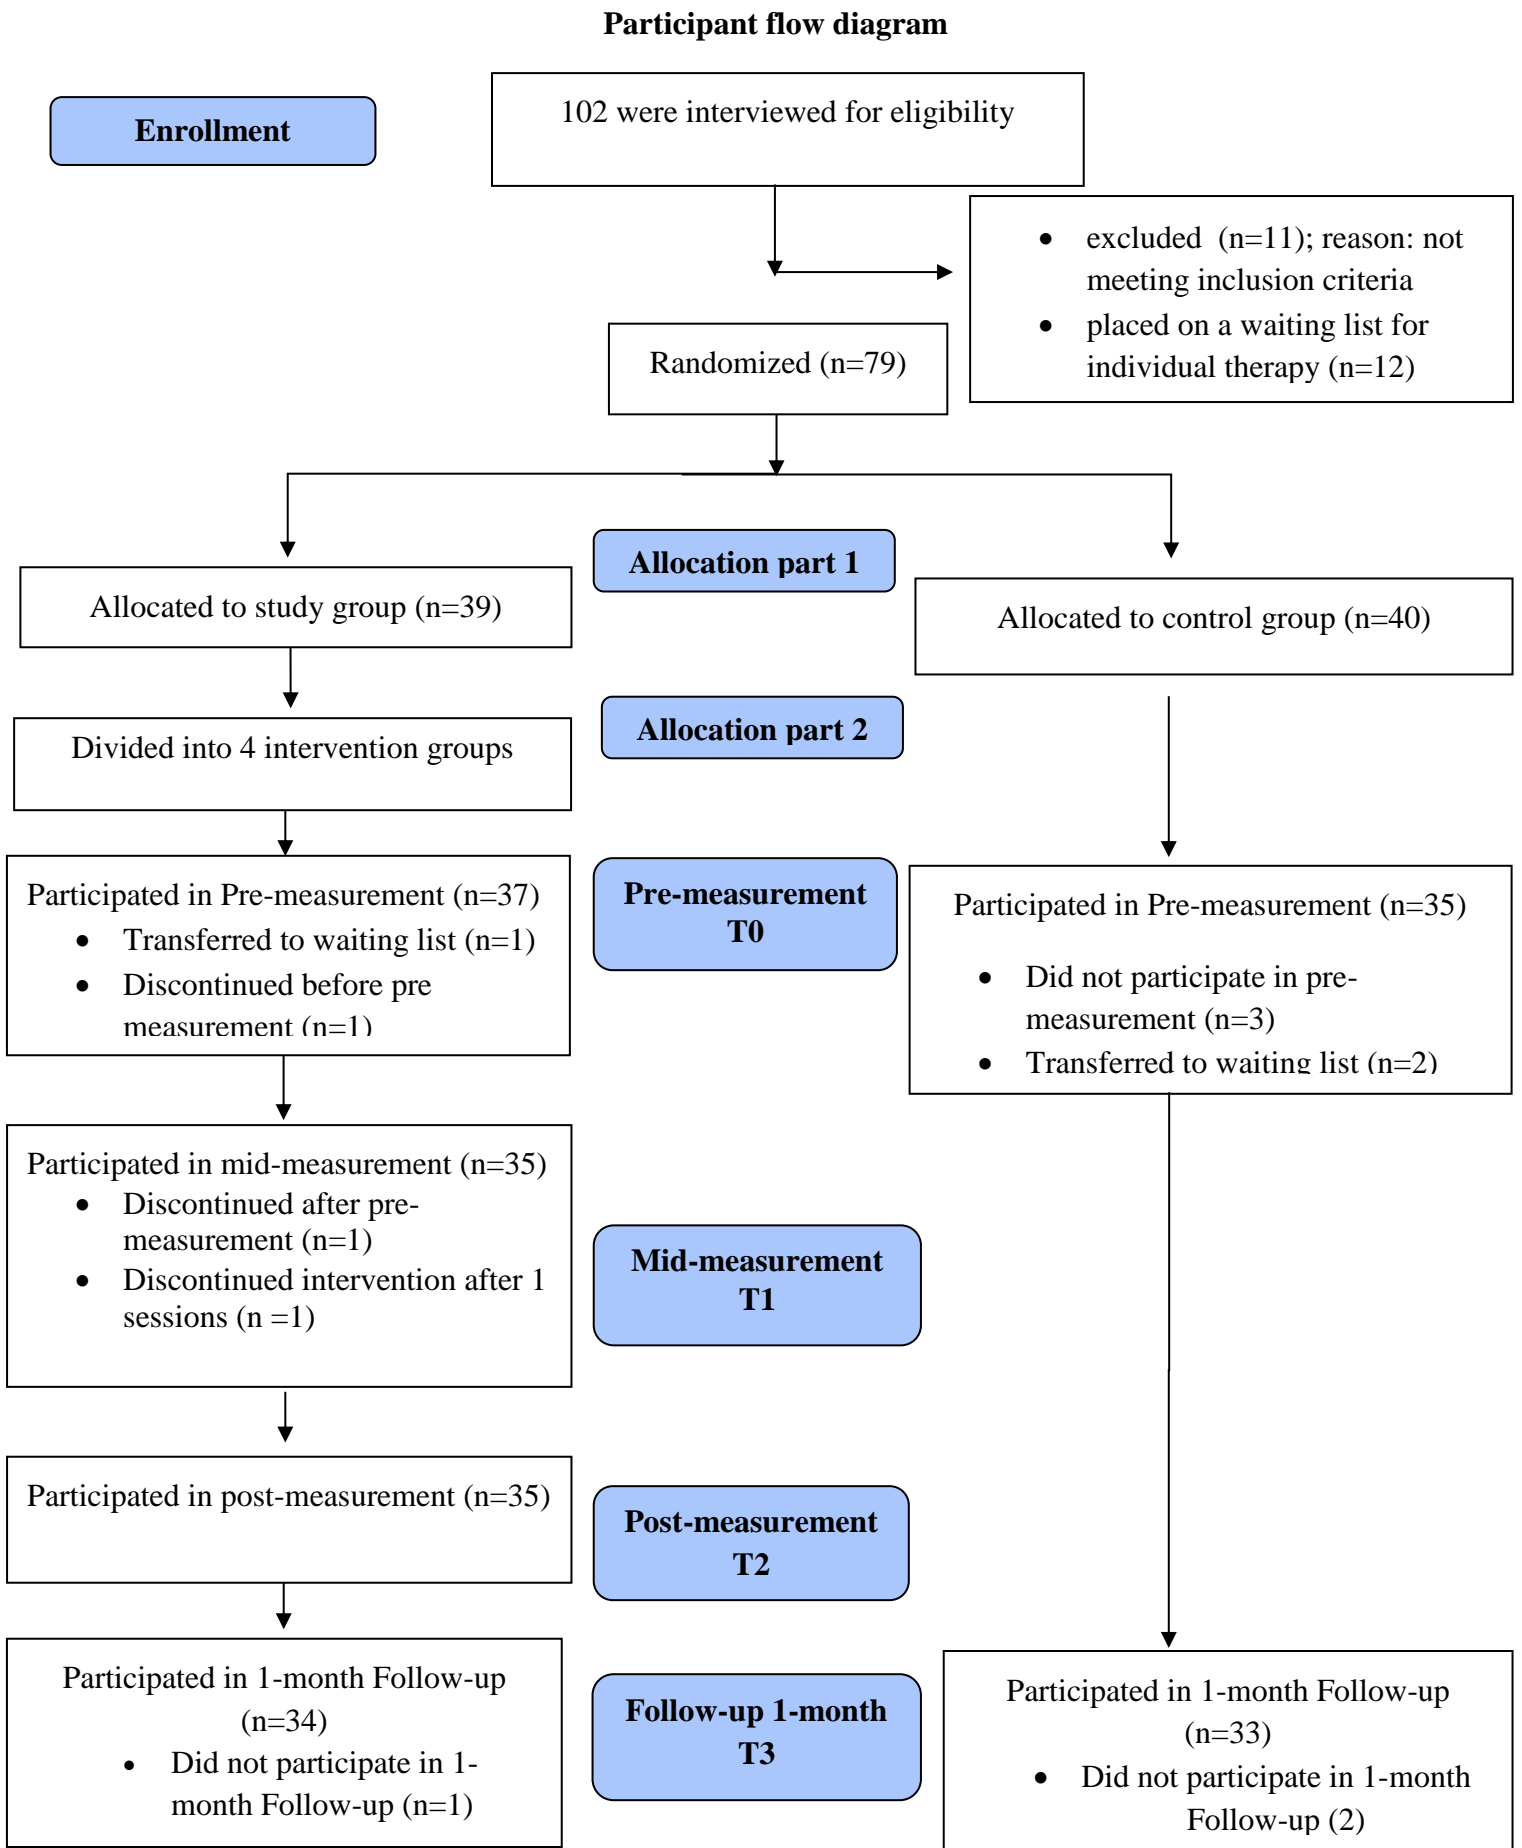 Participant flow diagram
102 were interviewed for eligibility
Enrollment
• excluded  (n=11); reason: not
meeting inclusion criteria
• placed on a waiting list for
individual therapy (n=12)
Randomized (n=79)
Allocation part 1
Allocated to study group (n=39)
Allocated to control group (n=40)
Allocation part 2
Divided into 4 intervention groups
Participated in Pre-measurement (n=37)
• Transferred to waiting list (n=1)
• Discontinued before pre
measurement (n=1)
Pre-measurement
T0
Participated in Pre-measurement (n=35)
• Did not participate in pre-
measurement (n=3)
• Transferred to waiting list (n=2)
Participated in mid-measurement (n=35)
• Discontinued after pre-
measurement (n=1)
• Discontinued intervention after 1
sessions (n =1)
Mid-measurement
T1
Participated in post-measurement (n=35)
Post-measurement
T2
Participated in 1-month Follow-up
(n=34)
• Did not participate in 1-
month Follow-up (n=1)
Follow-up 1-month
T3
Participated in 1-month Follow-up
(n=33)
• Did not participate in 1-month
Follow-up (2)